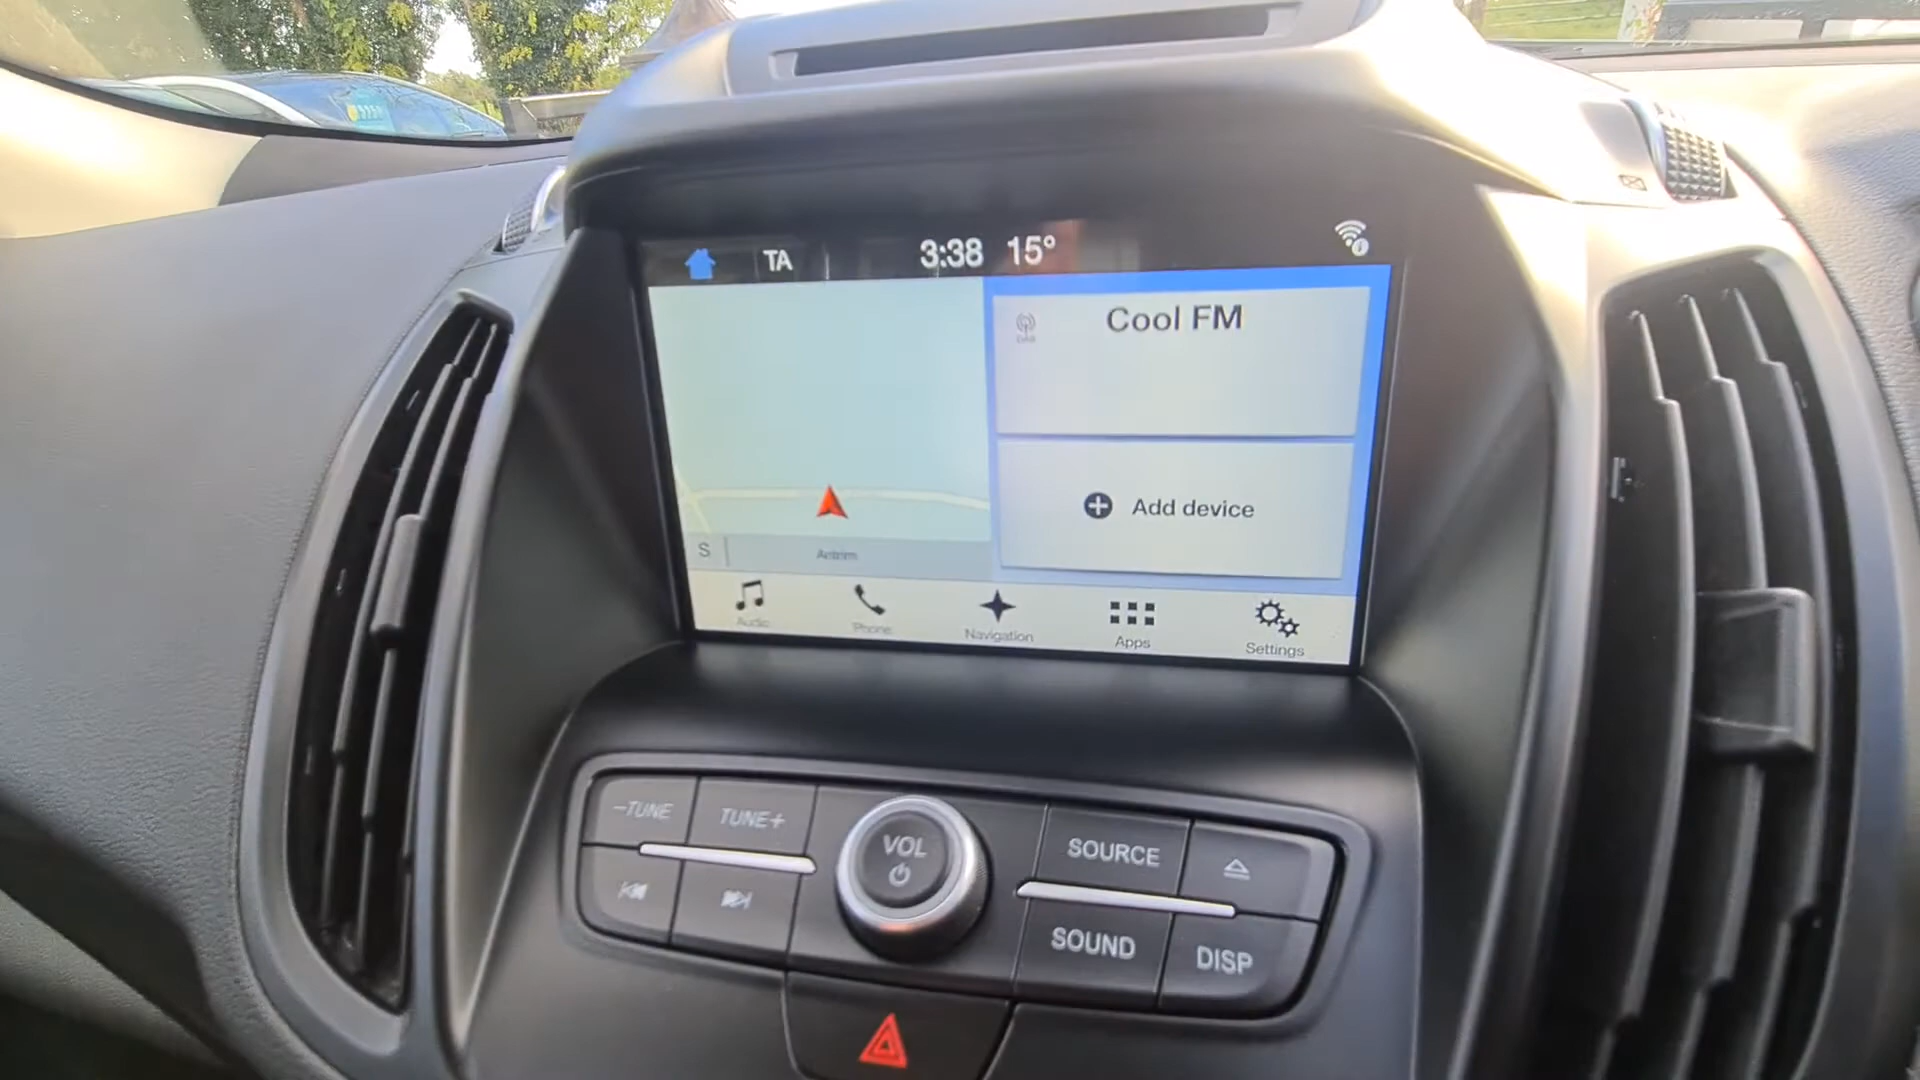 TA
3:38 15°
Cool FM
Add device
S
Antrim
Audio
Phone
Navigation
Apps
Settings
–TUNE
TUNE+
VOL
SOURCE
SOUND
DISP